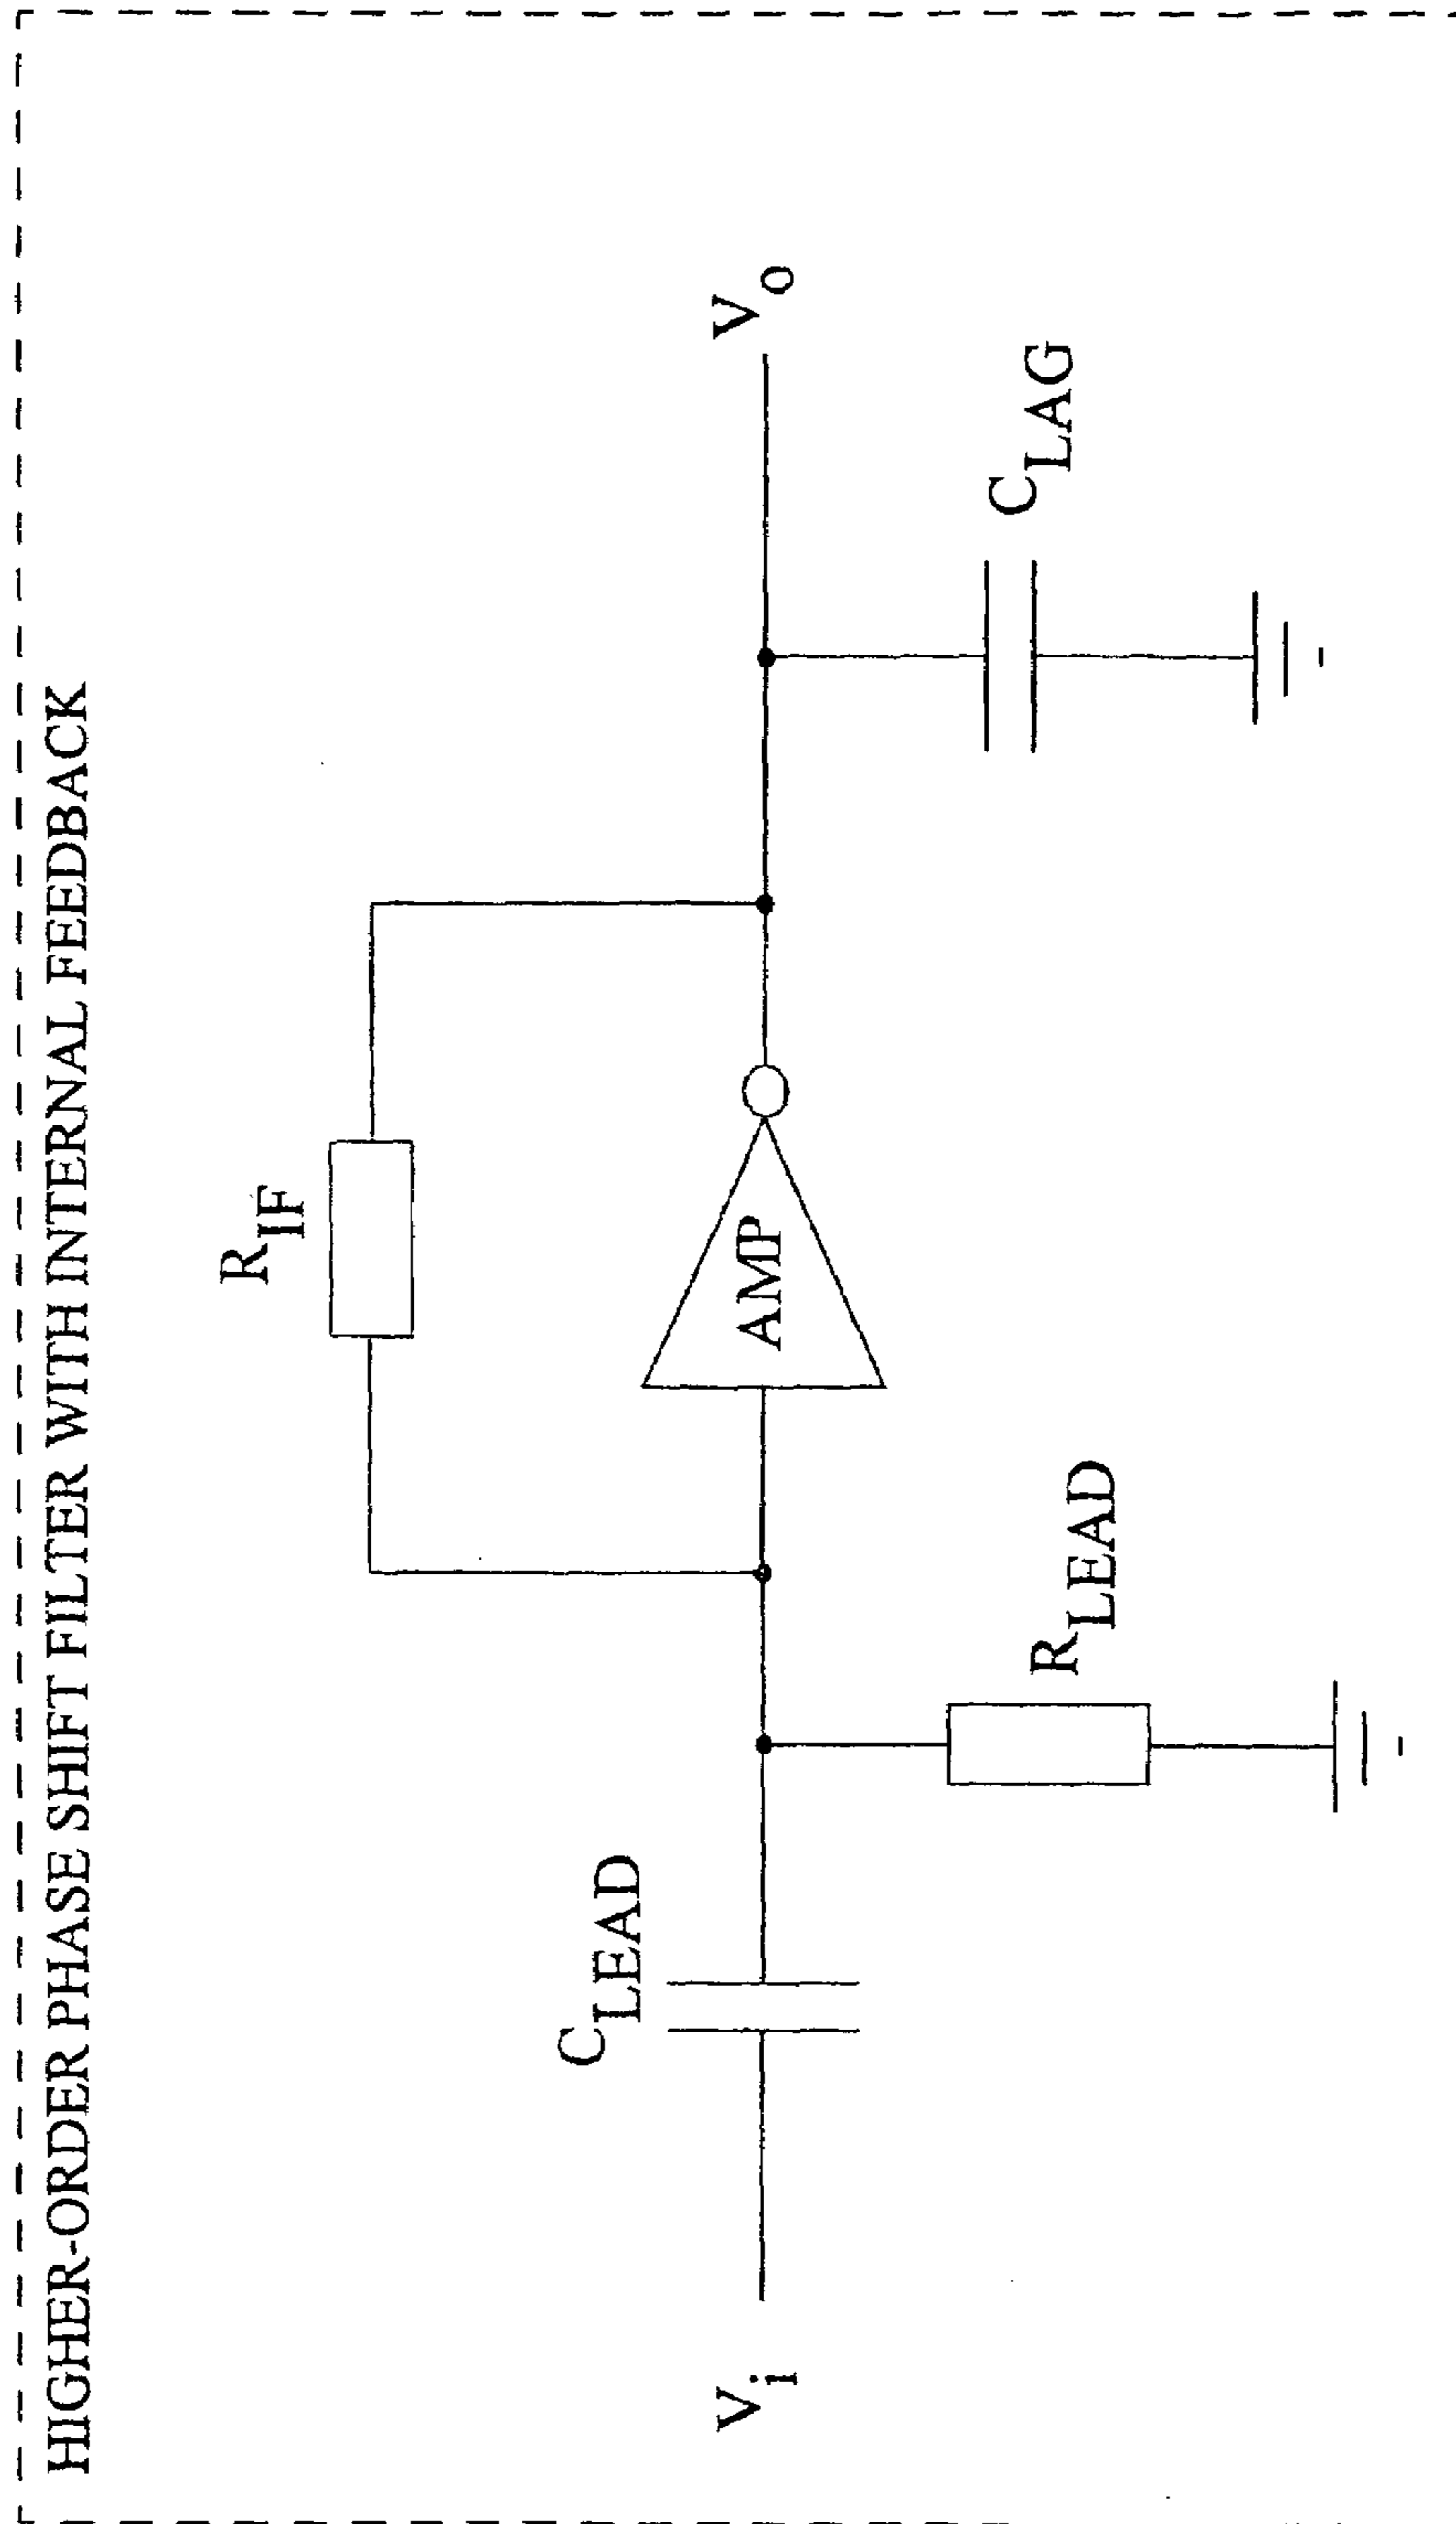 HIGHER-ORDER PHASE SHIFT FILTER WITH INTERNAL FEEDBACK
R_IF
C_LEAD
AMP
V_i
V_o
R_LEAD
C_LAG